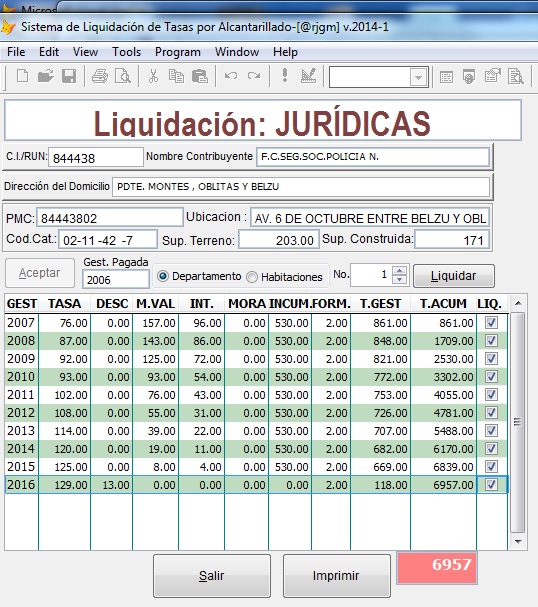 Micros
Sistema de Liquidación de Tasas por Alcantarillado-[@rjgm] v.2014-1
File Edit View Tools Program Window Help
Liquidación: JURÍDICAS
C.I./RUN: 844438 Nombre Contribuyente F.C.SEG.SOC.POLICIA N.
Dirección del Domicilio PDTE. MONTES , OBLITAS Y BELZU
PMC: 84443802 Ubicacion : AV. 6 DE OCTUBRE ENTRE BELZU Y OBL
Cod.Cat.: 02-11 -42 -7 Sup. Terreno: 203.00 Sup. Construida: 171
Gest. Pagada
Aceptar 2006 Departamento Habitaciones No. 1 Liquidar
GEST TASA DESC M.VAL INT. MORA INCUM. FORM. T.GEST T.ACUM LIQ.
2007 76.00 0.00 157.00 96.00 0.00 530.00 2.00 861.00 861.00
2008 87.00 0.00 143.00 86.00 0.00 530.00 2.00 848.00 1709.00
2009 92.00 0.00 125.00 72.00 0.00 530.00 2.00 821.00 2530.00
2010 93.00 0.00 93.00 54.00 0.00 530.00 2.00 772.00 3302.00
2011 102.00 0.00 76.00 43.00 0.00 530.00 2.00 753.00 4055.00
2012 108.00 0.00 55.00 31.00 0.00 530.00 2.00 726.00 4781.00
2013 114.00 0.00 39.00 22.00 0.00 530.00 2.00 707.00 5488.00
2014 120.00 0.00 19.00 11.00 0.00 530.00 2.00 682.00 6170.00
2015 125.00 0.00 8.00 4.00 0.00 530.00 2.00 669.00 6839.00
2016 129.00 13.00 0.00 0.00 0.00 0.00 2.00 118.00 6957.00
Salir Imprimir 6957